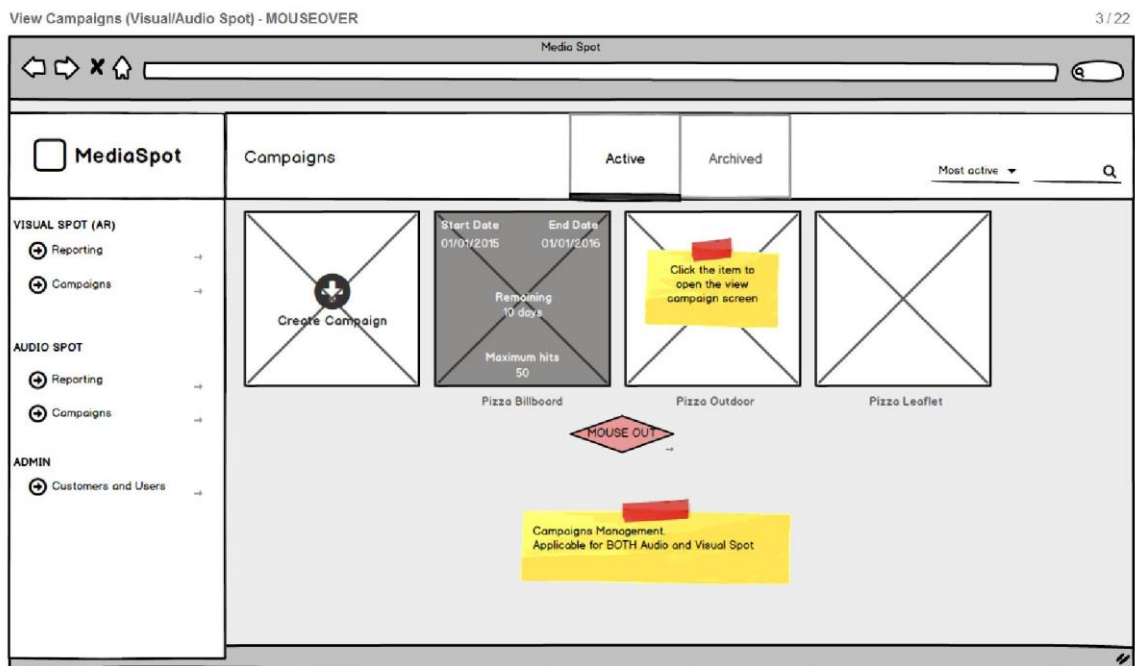 View Campaigns (Visual/Audio Spot) - MOUSEOVER
3 / 22
Media Spot
MediaSpot
Campaigns
Active
Archived
Most active
VISUAL SPOT (AR)
Reporting
Campaigns
AUDIO SPOT
Reporting
Campaigns
ADMIN
Customers and Users
Create Campaign
Start Date
End Date
01/01/2015
01/01/2016
Remaining
10 days
Maximum hits
50
Pizza Billboard
Click the item to
open the view
campaign screen
Pizza Outdoor
Pizza Leaflet
MOUSE OUT
Campaigns Management.
Applicable for BOTH Audio and Visual Spot